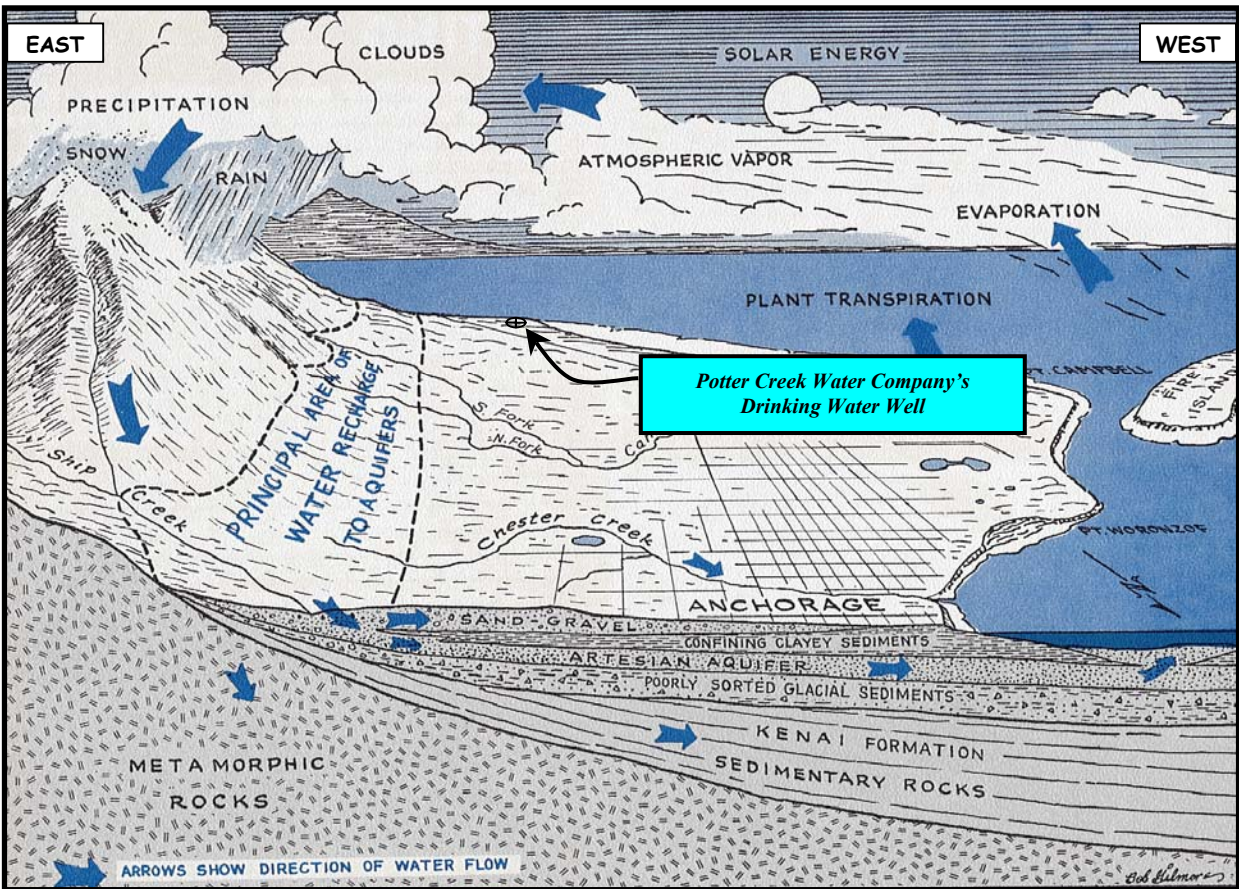 EAST
WEST
CLOUDS
SOLAR ENERGY
PRECIPITATION
SNOW
RAIN
ATMOSPHERIC VAPOR
EVAPORATION
PLANT TRANSPIRATION
Potter Creek Water Company's
Drinking Water Well
PT. CAMPBELL
FIRE
ISLAND
PRINCIPAL AREA OF
WATER RECHARGE
TO AQUIFERS
S. Fork
N. Fork
Ship
Creek
Chester Creek
PT. WORONZOF
ANCHORAGE
SAND-GRAVEL
CONFINING CLAYEY SEDIMENTS
ARTESIAN AQUIFER
POORLY SORTED GLACIAL SEDIMENTS
KENAI FORMATION
SEDIMENTARY ROCKS
METAMORPHIC
ROCKS
ARROWS SHOW DIRECTION OF WATER FLOW
Bob Gilmore